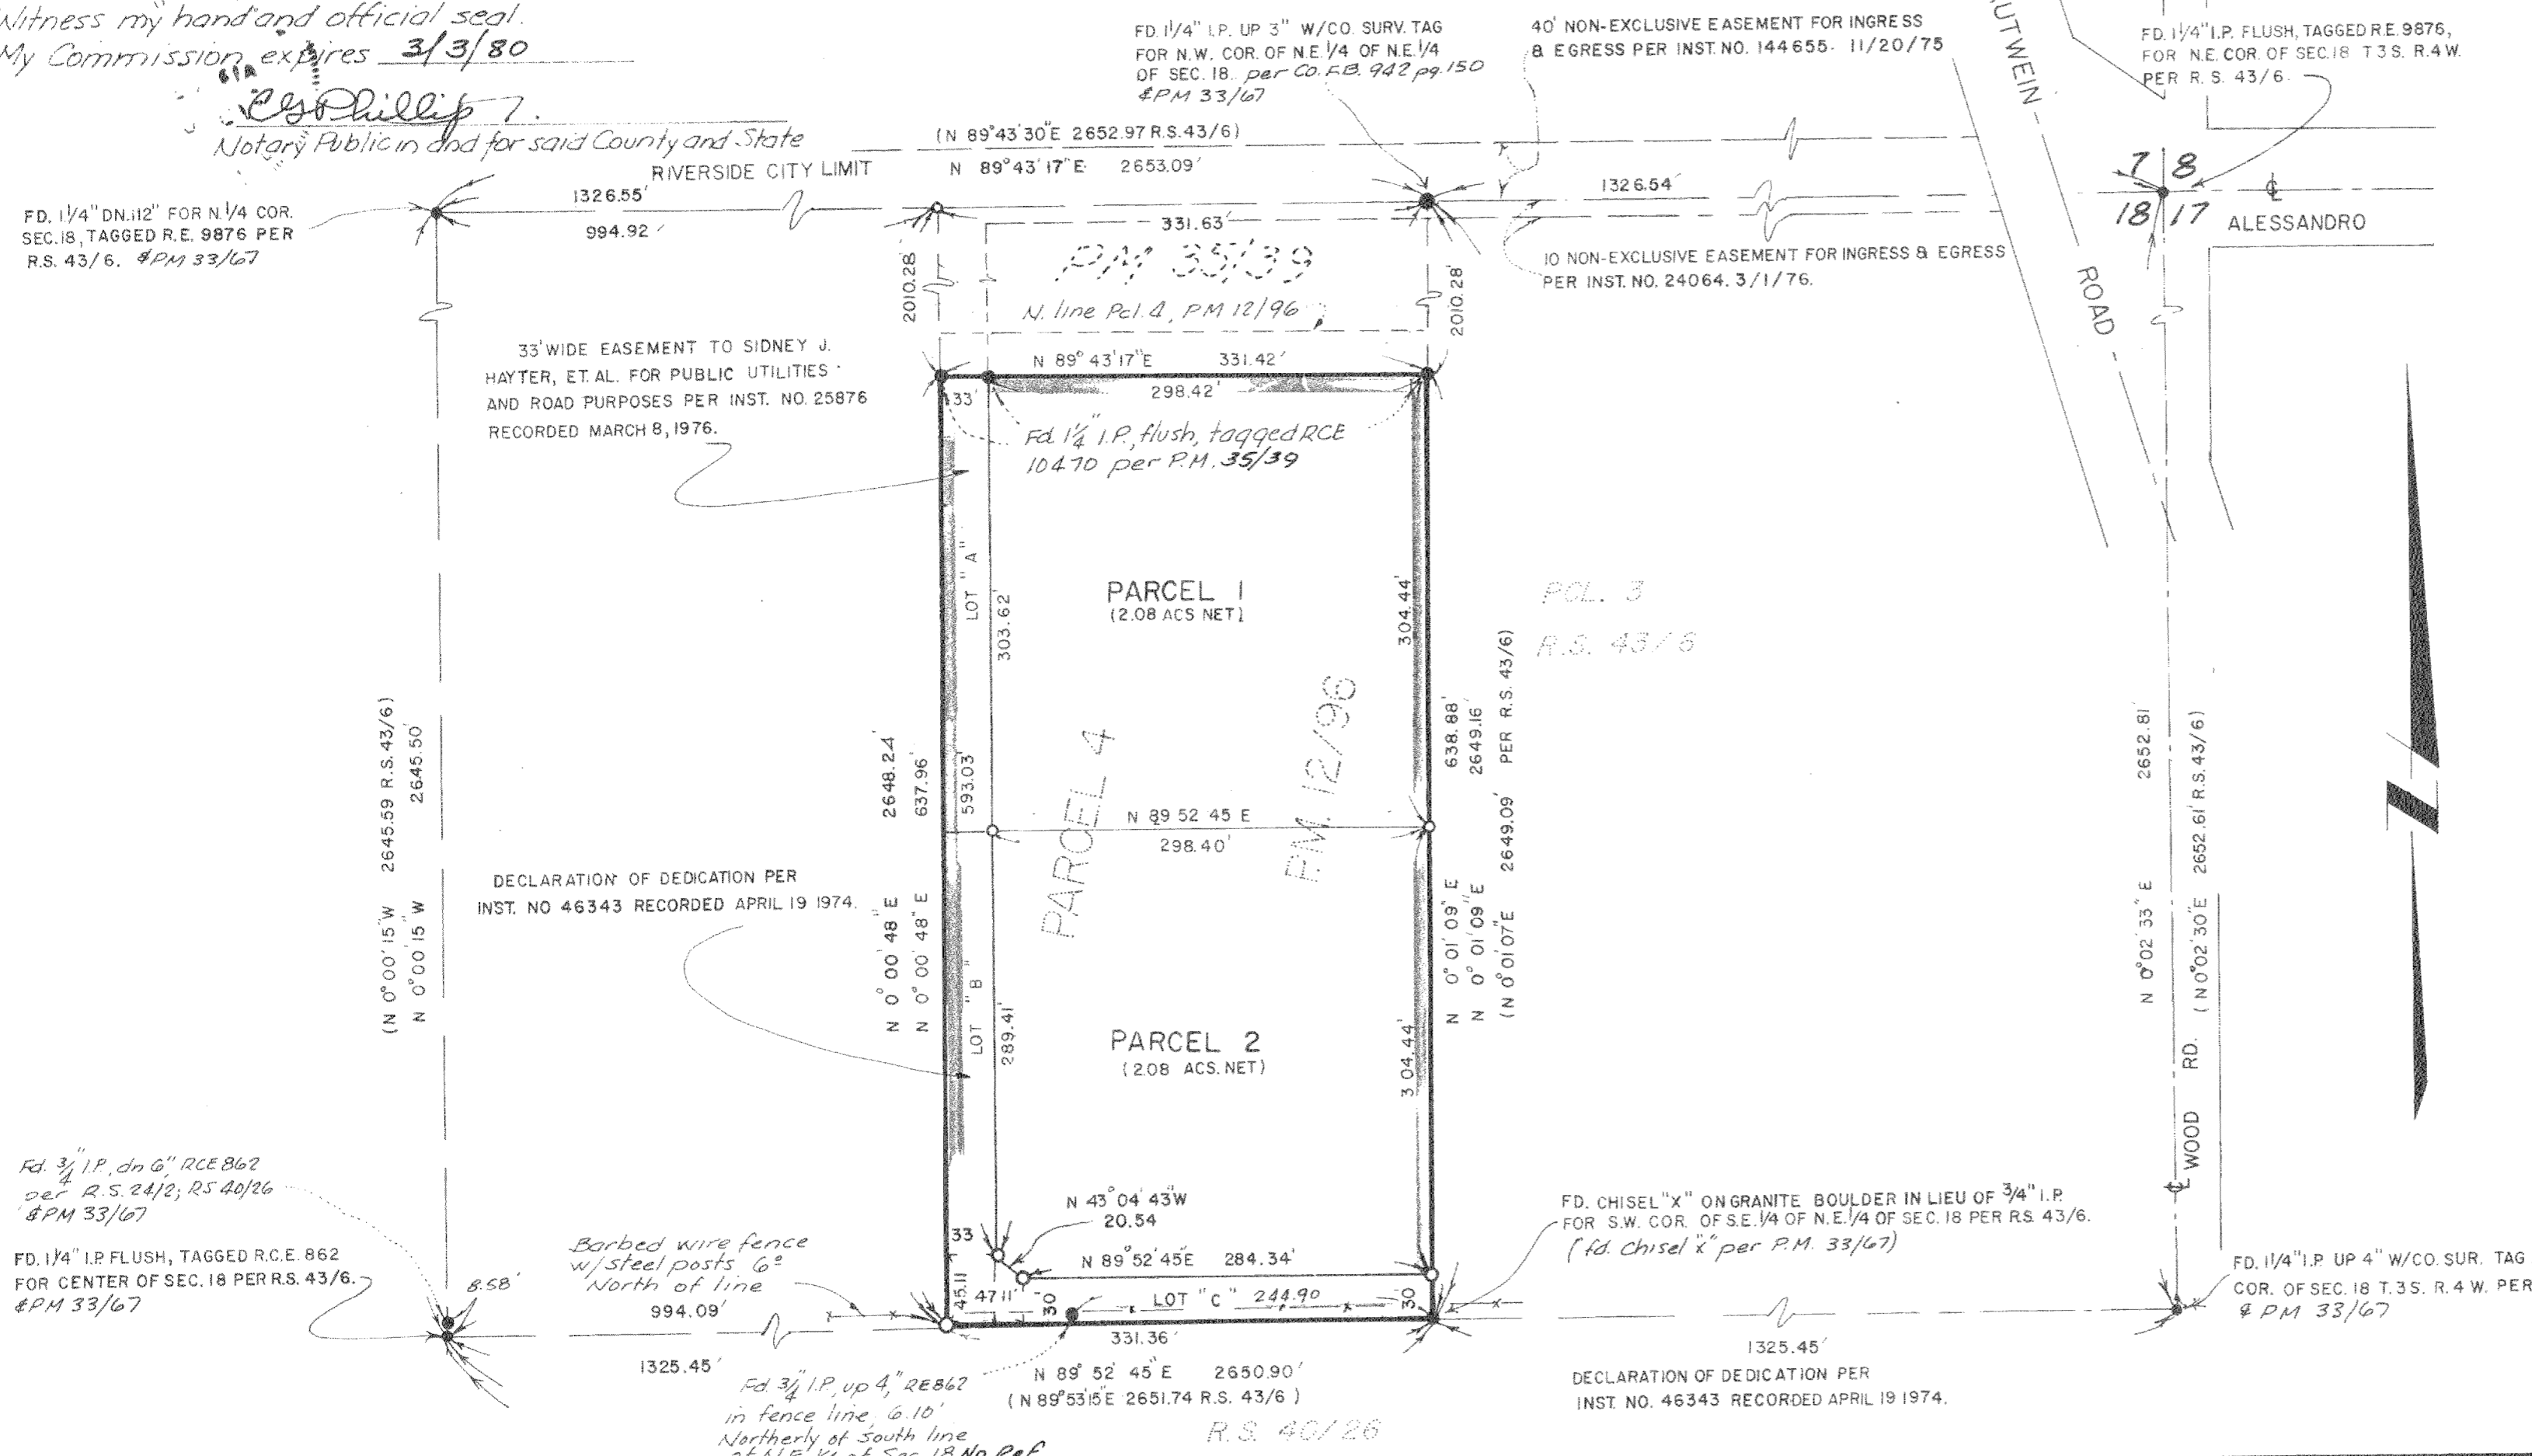 Witness my hand and official seal.
My Commission expires 3/3/80
Notary Public in and for said County and State
FD. 1 1/4" I.P. UP 3" W/CO. SURV. TAG
FOR N.W. COR. OF N.E. 1/4 OF N.E. 1/4
OF SEC. 18. per Co. F.B. 942 pg. 150
& PM 33/67
40' NON-EXCLUSIVE EASEMENT FOR INGRESS
& EGRESS PER INST. NO. 144655. 11/20/75
FD. 1 1/4" I.P. FLUSH, TAGGED R.E. 9876,
FOR N.E. COR. OF SEC. 18 T 3 S. R. 4 W.
PER R. S. 43/6.
AUTWEIN
ROAD
(N 89°43'30"E 2652.97 R.S. 43/6)
RIVERSIDE CITY LIMIT
N 89°43'17"E 2653.09'
1326.55'
994.92'
331.63'
1326.54'
7 8
18 17
℄
ALESSANDRO
FD. 1 1/4" DN. 112" FOR N. 1/4 COR.
SEC. 18, TAGGED R.E. 9876 PER
R.S. 43/6. & PM 33/67
PM 35/39
N. line Pcl. 4, PM 12/96
2010.28'
2010.28'
10 NON-EXCLUSIVE EASEMENT FOR INGRESS & EGRESS
PER INST. NO. 24064. 3/1/76.
33' WIDE EASEMENT TO SIDNEY J.
HAYTER, ET. AL. FOR PUBLIC UTILITIES
AND ROAD PURPOSES PER INST. NO. 25876
RECORDED MARCH 8, 1976.
N 89° 43'17"E 331.42'
33'
298.42'
Fd. 1 1/4" I.P., flush, tagged RCE
10470 per P.M. 35/39
LOT "A"
303.62'
PARCEL 1
(2.08 ACS NET)
304.44'
PCL. 3
R.S. 43/6
(N 0° 00' 15" W 2645.59 R.S. 43/6)
N 0° 00' 15" W 2645.50'
N 0° 00' 48" E 2648.24'
N 0° 00' 48" E 637.96'
593.03'
PARCEL 4
P.M. 12/96
N 0° 01' 09" E 638.88'
N 0° 01' 09" E 2649.16'
(N 0° 01' 07" E 2649.09' PER R.S. 43/6)
N 0°02' 33" E 2652.81'
(N 0°02' 30"E 2652.61' R.S. 43/6)
WOOD RD.
℄
N 89 52 45 E
298.40'
DECLARATION OF DEDICATION PER
INST. NO 46343 RECORDED APRIL 19 1974.
LOT "B"
289.41'
PARCEL 2
(2.08 ACS. NET)
304.44'
Fd. 3/4" I.P., dn 6", RCE 862
per R.S. 24/2; RS 40/26
& PM 33/67
FD. 1 1/4" I.P. FLUSH, TAGGED R.C.E. 862
FOR CENTER OF SEC. 18 PER R.S. 43/6.
& PM 33/67
8.58'
Barbed wire fence
w/steel posts 6°
North of line
994.09'
1325.45'
N 43° 04' 43"W
20.54
33
45.11
47.11'
30
N 89° 52' 45"E 284.34'
LOT "C" 244.90
30
331.36'
N 89° 52' 45" E 2650.90'
(N 89°53'15"E 2651.74 R.S. 43/6)
R.S. 40/26
Fd. 3/4" I.P., up 4", RE 862
in fence line, 6.10'
Northerly of South line
of N.E. 1/4 of Sec. 18 No Ref.
FD. CHISEL "X" ON GRANITE BOULDER IN LIEU OF 3/4" I.P.
FOR S.W. COR. OF S.E. 1/4 OF N.E. 1/4 OF SEC. 18 PER R.S. 43/6.
(fd. Chisel "x" per P.M. 33/67)
1325.45'
DECLARATION OF DEDICATION PER
INST. NO. 46343 RECORDED APRIL 19 1974.
FD. 1 1/4" I.P. UP 4" W/CO. SUR. TAG
COR. OF SEC. 18 T. 3 S. R. 4 W. PER
& PM 33/67